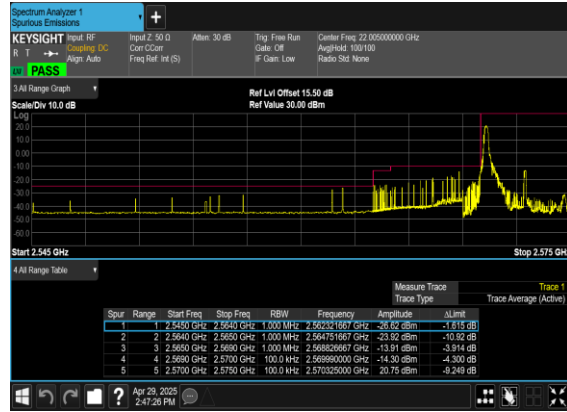 Spectrum Analyzer 1
Spurious Emissions
+
KEYSIGHT Input: RF Input Z: 50 Ω Atten: 30 dB Trig: Free Run Center Freq: 22.005000000 GHz
R T Coupling: DC Corr CCorr Gate: Off Avg|Hold: 100/100
Align: Auto Freq Ref: Int (S) IF Gain: Low Radio Std: None
PASS
3 All Range Graph
Ref Lvl Offset 15.50 dB
Scale/Div 10.0 dB Ref Value 30.00 dBm
Log
20.0
10.0
0.00
-10.0
-20.0
-30.0
-40.0
-50.0
-60.0
Start 2.545 GHz Stop 2.575 GH
4 All Range Table
Measure Trace Trace 1
Trace Type Trace Average (Active)
Spur Range Start Freq Stop Freq RBW Frequency Amplitude ΔLimit
1 1 2.5450 GHz 2.5640 GHz 1.000 MHz 2.562321667 GHz -26.62 dBm -1.615 dB
2 2 2.5640 GHz 2.5650 GHz 1.000 MHz 2.564751667 GHz -23.92 dBm -10.92 dB
3 3 2.5650 GHz 2.5690 GHz 1.000 MHz 2.568826667 GHz -13.91 dBm -3.914 dB
4 4 2.5690 GHz 2.5700 GHz 100.0 kHz 2.569990000 GHz -14.30 dBm -4.300 dB
5 5 2.5700 GHz 2.5750 GHz 100.0 kHz 2.570325000 GHz 20.75 dBm -9.249 dB
? Apr 29, 2025
2:47:26 PM